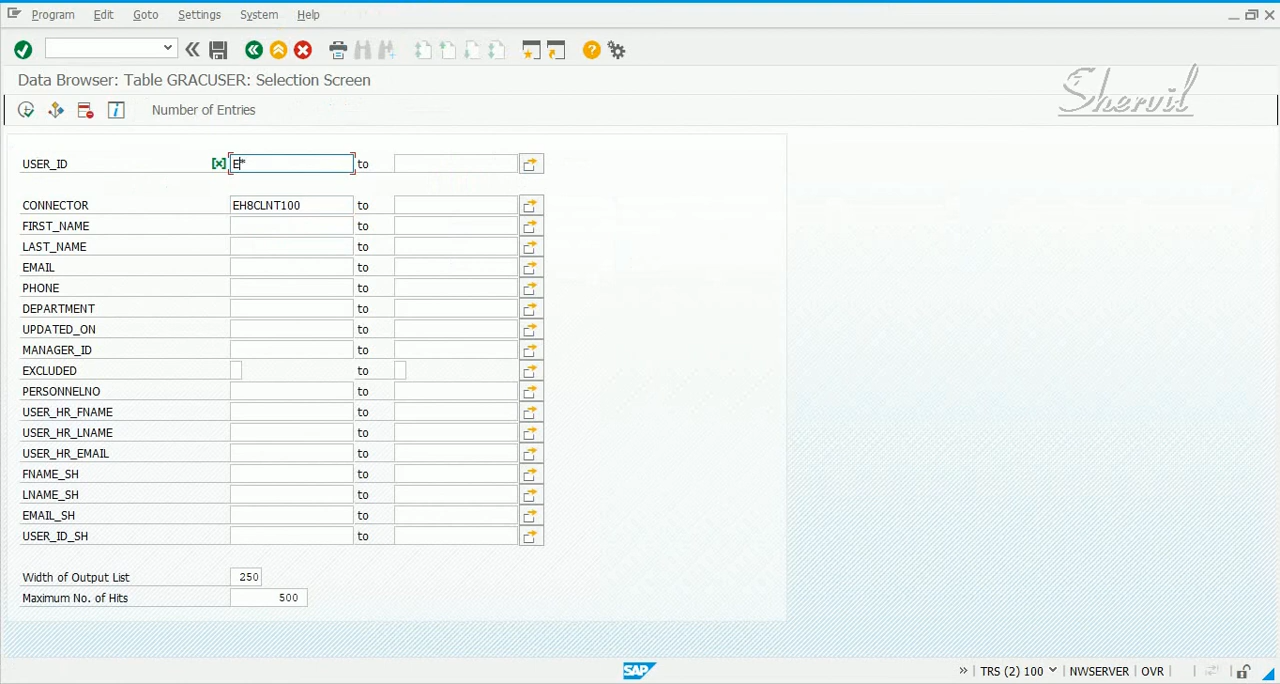 Program Edit Goto Settings System Help
Data Browser: Table GRACUSER: Selection Screen
Shervil
Number of Entries
USER_ID E* to
CONNECTOR EH8CLNT100 to
FIRST_NAME to
LAST_NAME to
EMAIL to
PHONE to
DEPARTMENT to
UPDATED_ON to
MANAGER_ID to
EXCLUDED to
PERSONNELNO to
USER_HR_FNAME to
USER_HR_LNAME to
USER_HR_EMAIL to
FNAME_SH to
LNAME_SH to
EMAIL_SH to
USER_ID_SH to
Width of Output List 250
Maximum No. of Hits 500
SAP TRS (2) 100 NWSERVER OVR